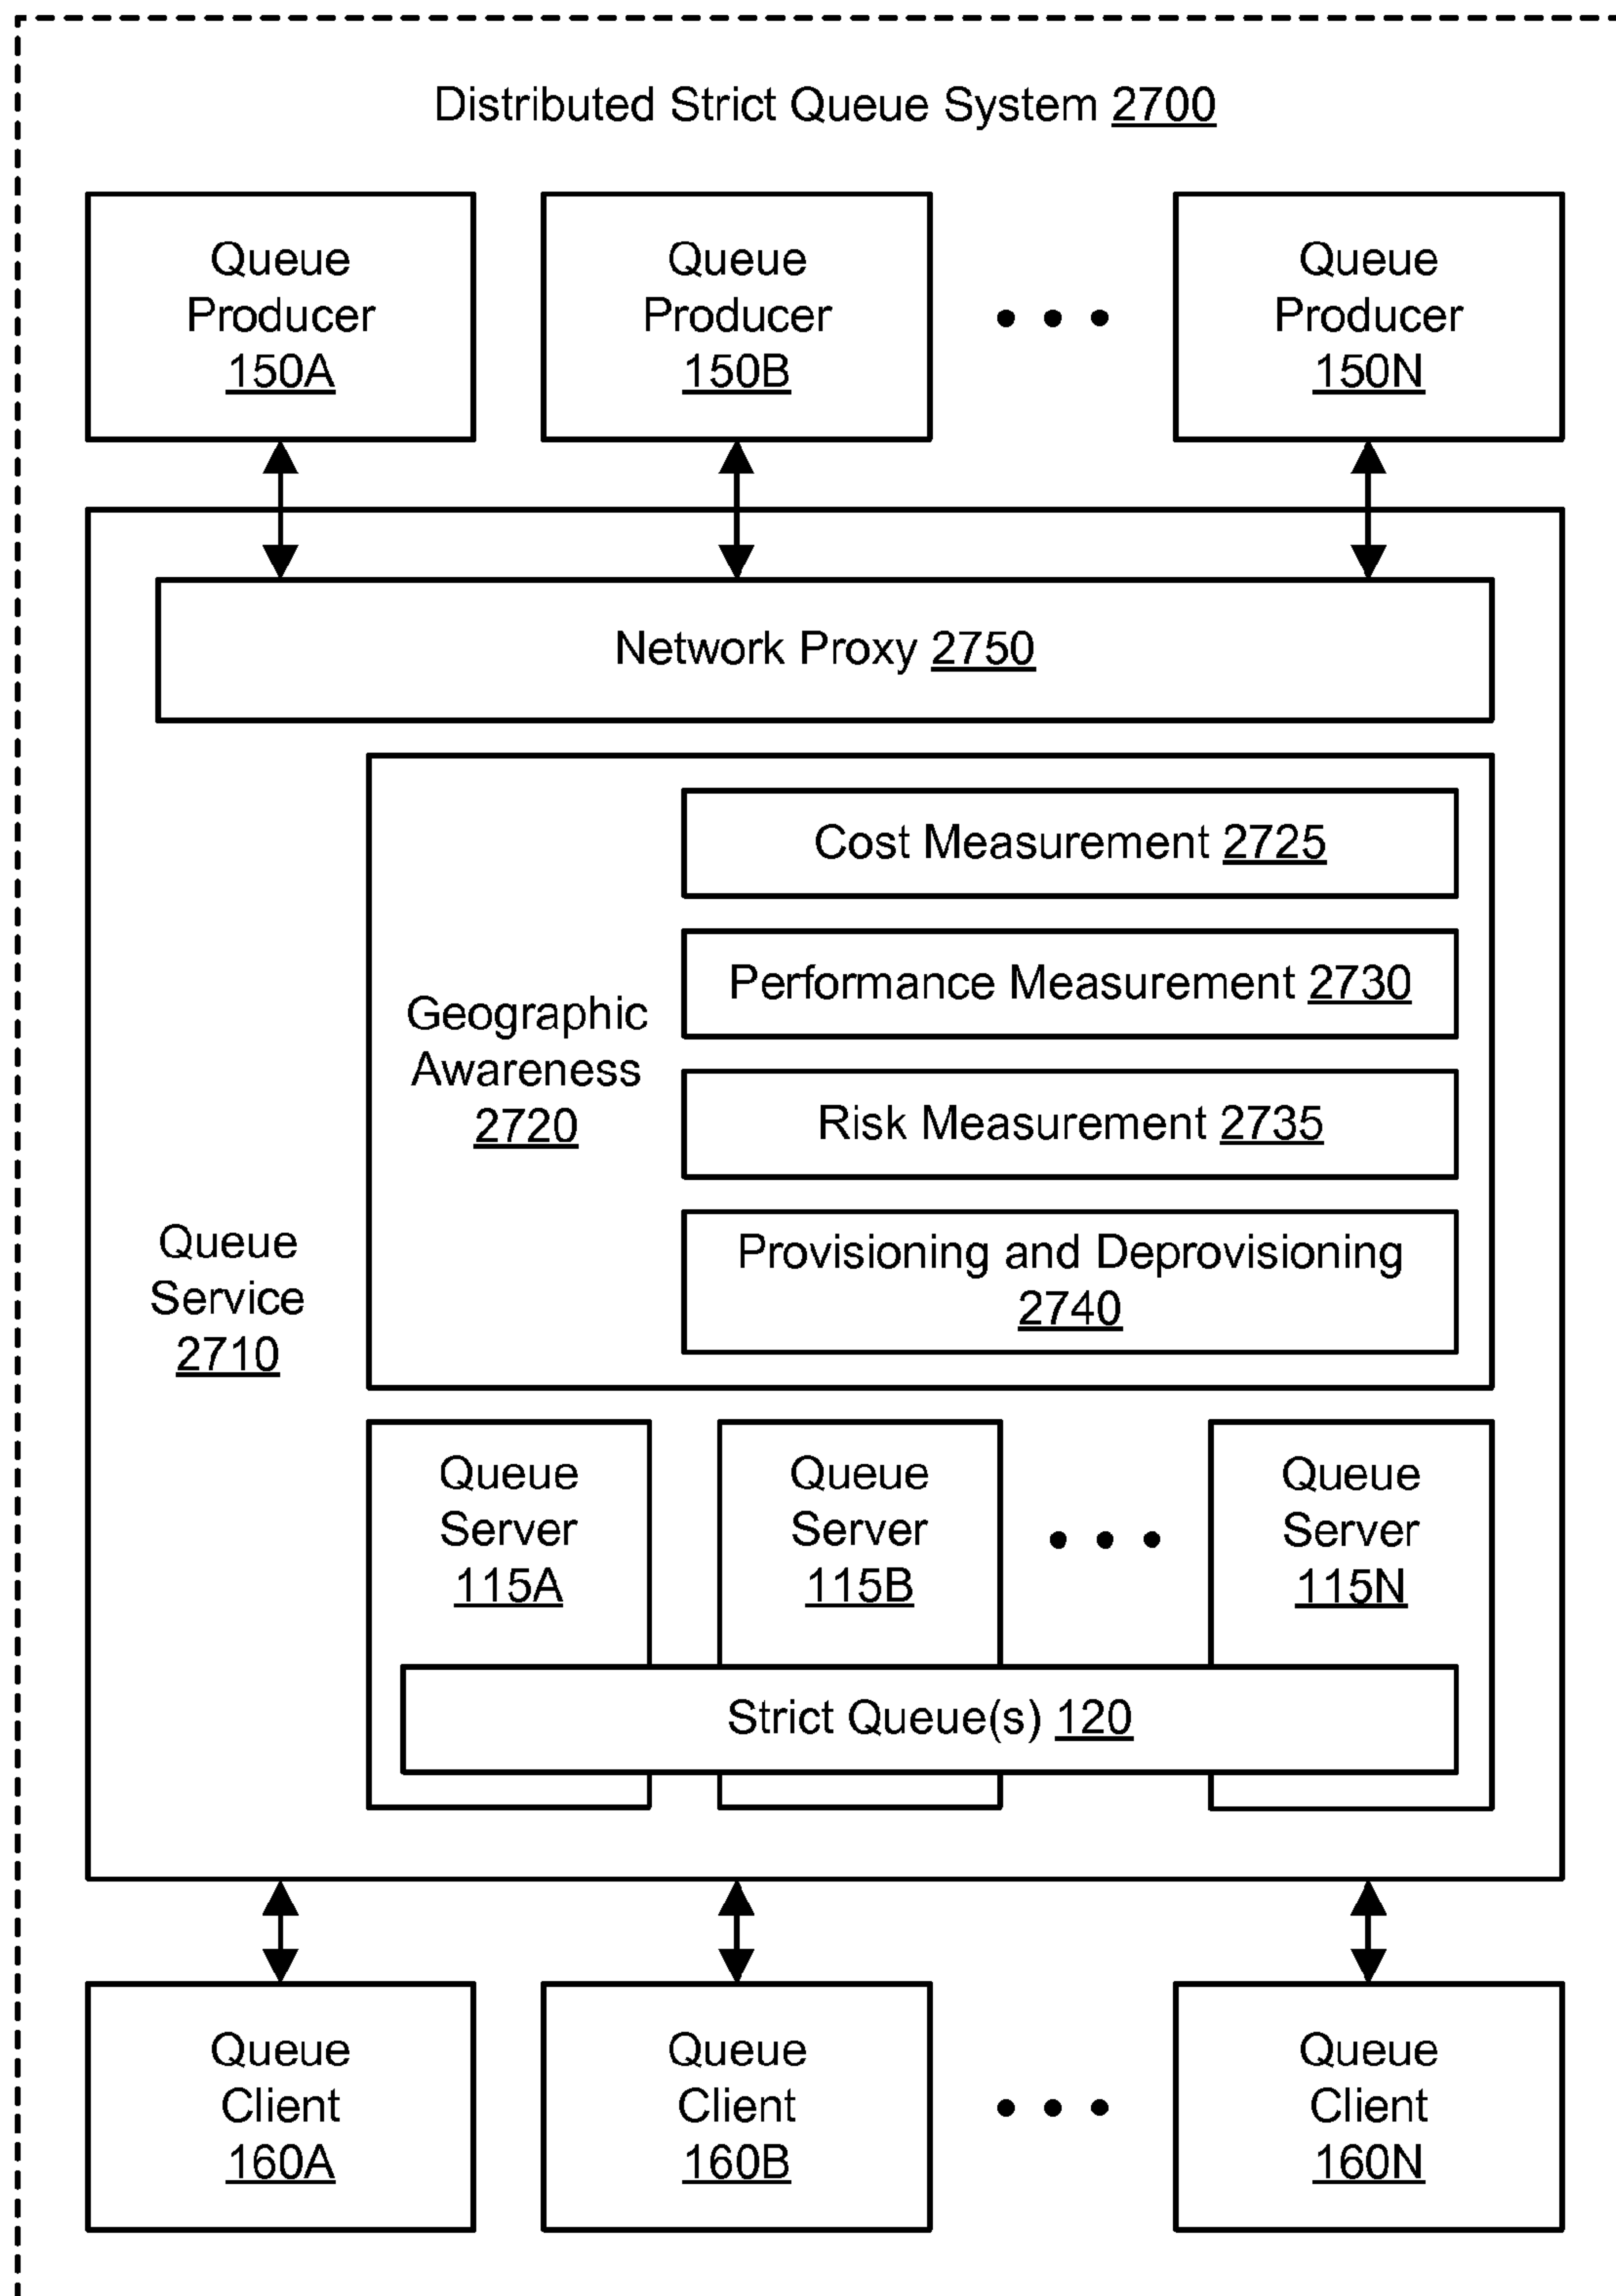 Distributed Strict Queue System 2700
Queue
Producer
150A
Queue
Producer
150B
Queue
Producer
150N
Network Proxy 2750
Cost Measurement 2725
Performance Measurement 2730
Geographic
Awareness
2720
Risk Measurement 2735
Provisioning and Deprovisioning
2740
Queue
Service
2710
Queue
Server
115A
Queue
Server
115B
Queue
Server
115N
Strict Queue(s) 120
Queue
Client
160A
Queue
Client
160B
Queue
Client
160N